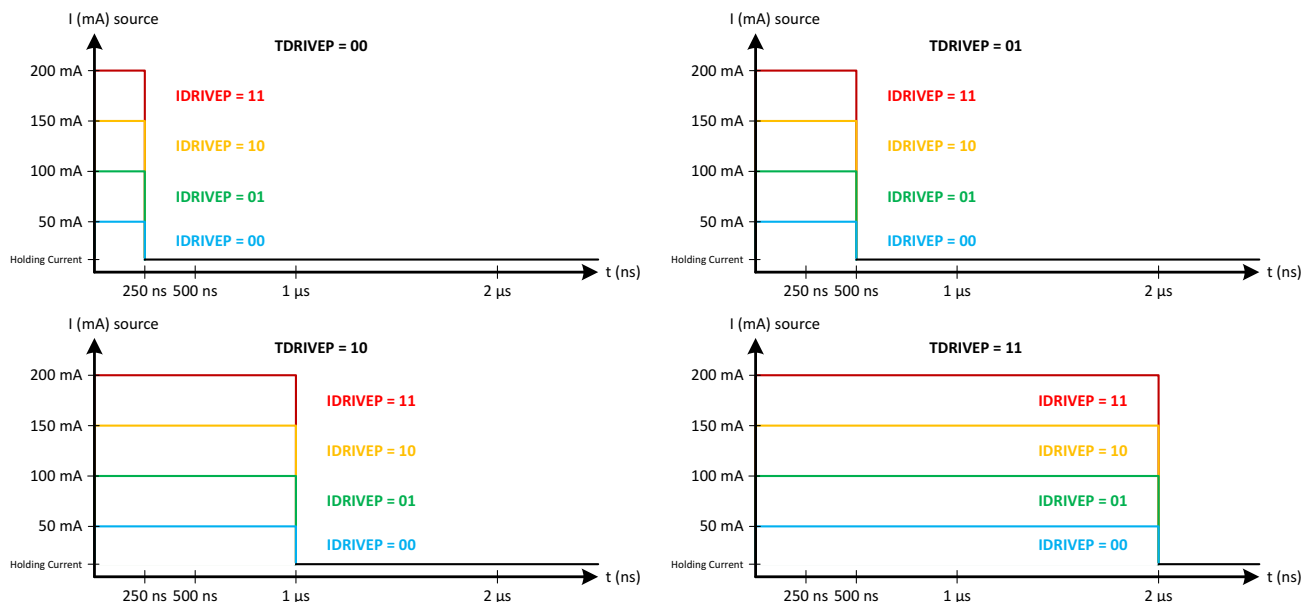 I (mA) source
TDRIVEP = 00
200 mA
IDRIVEP = 11
150 mA
IDRIVEP = 10
100 mA
IDRIVEP = 01
50 mA
IDRIVEP = 00
Holding Current
t (ns)
250 ns 500 ns 1 µs 2 µs
I (mA) source
TDRIVEP = 01
200 mA
IDRIVEP = 11
150 mA
IDRIVEP = 10
100 mA
IDRIVEP = 01
50 mA
IDRIVEP = 00
Holding Current
t (ns)
250 ns 500 ns 1 µs 2 µs
I (mA) source
TDRIVEP = 10
200 mA
IDRIVEP = 11
150 mA
IDRIVEP = 10
100 mA
IDRIVEP = 01
50 mA
IDRIVEP = 00
Holding Current
t (ns)
250 ns 500 ns 1 µs 2 µs
I (mA) source
TDRIVEP = 11
200 mA
IDRIVEP = 11
150 mA
IDRIVEP = 10
100 mA
IDRIVEP = 01
50 mA
IDRIVEP = 00
Holding Current
t (ns)
250 ns 500 ns 1 µs 2 µs